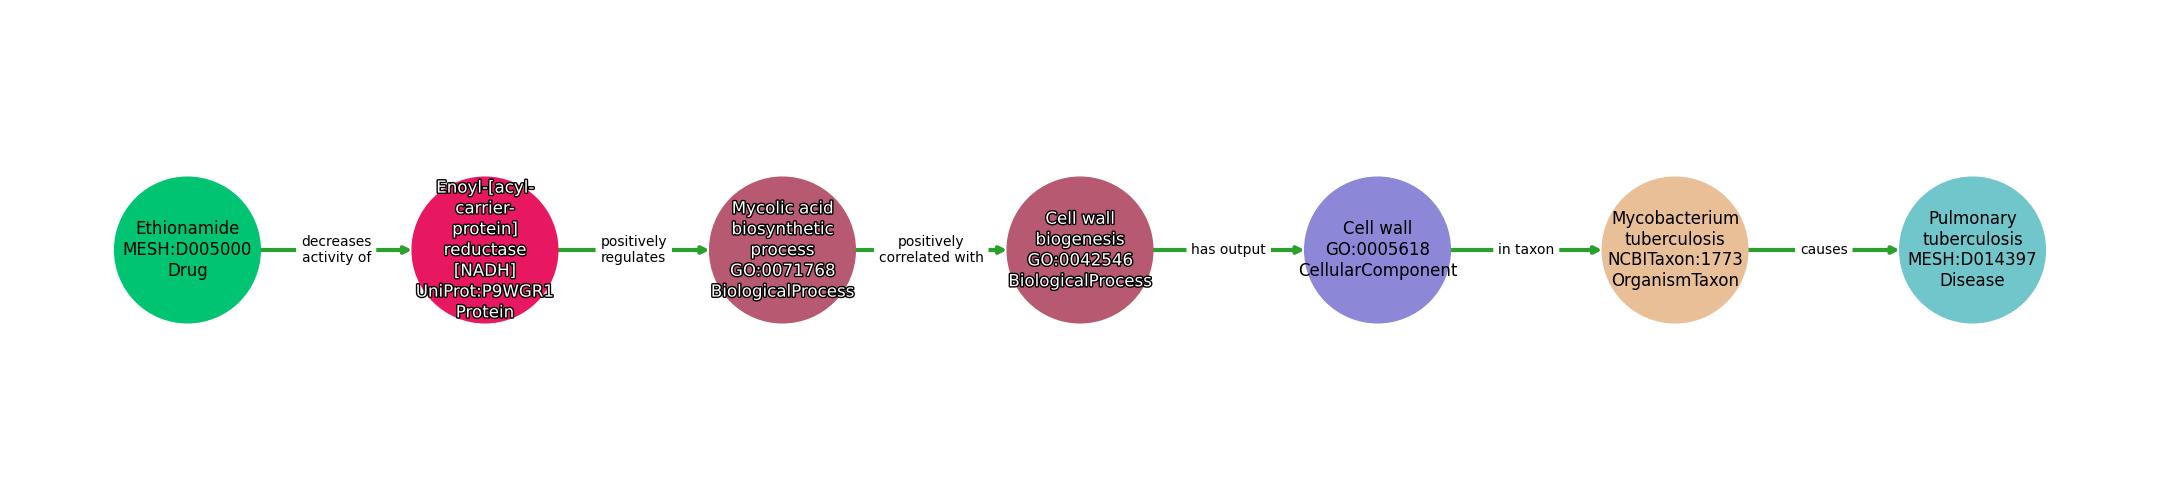 Ethionamide
MESH:D005000
Drug
decreases
activity of
Enoyl-[acyl-
carrier-
protein]
reductase
[NADH]
UniProt:P9WGR1
Protein
positively
regulates
Mycolic acid
biosynthetic
process
GO:0071768
BiologicalProcess
positively
correlated with
Cell wall
biogenesis
GO:0042546
BiologicalProcess
has output
Cell wall
GO:0005618
CellularComponent
in taxon
Mycobacterium
tuberculosis
NCBITaxon:1773
OrganismTaxon
causes
Pulmonary
tuberculosis
MESH:D014397
Disease